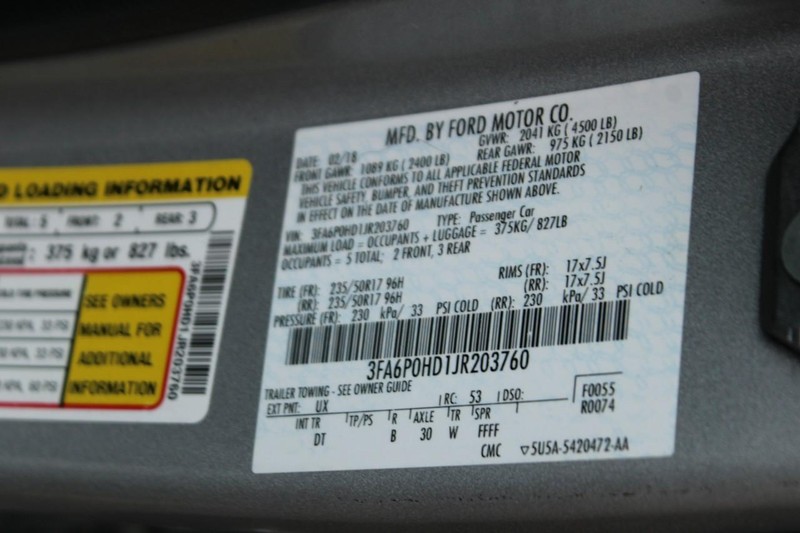 D LOADING INFORMATION
TOTAL: 5 FRONT: 2 REAR: 3
375 kg or 827 lbs.
SEE OWNERS
MANUAL FOR
ADDITIONAL
INFORMATION
3FA6P0HD1JR203760
MFD. BY FORD MOTOR CO.
DATE: 02/18 GVWR: 2041 KG ( 4500 LB)
FRONT GAWR: 1089 KG ( 2400 LB) REAR GAWR: 975 KG ( 2150 LB)
THIS VEHICLE CONFORMS TO ALL APPLICABLE FEDERAL MOTOR
VEHICLE SAFETY, BUMPER, AND THEFT PREVENTION STANDARDS
IN EFFECT ON THE DATE OF MANUFACTURE SHOWN ABOVE.
VIN: 3FA6P0HD1JR203760 TYPE: Passenger Car
MAXIMUM LOAD = OCCUPANTS + LUGGAGE = 375KG/ 827LB
OCCUPANTS = 5 TOTAL; 2 FRONT, 3 REAR
TIRE (FR): 235/50R17 96H RIMS (FR): 17x7.5J
(RR): 235/50R17 96H (RR): 17x7.5J
PRESSURE (FR): 230 kPa/ 33 PSI COLD (RR): 230 kPa/ 33 PSI COLD
3FA6P0HD1JR203760
TRAILER TOWING - SEE OWNER GUIDE
EXT PNT: UX RC: 53 DSO: F0055
R0074
INT TR TP/PS R AXLE TR SPR
DT B 30 W FFFF
CMC ▽5U5A-5420472-AA